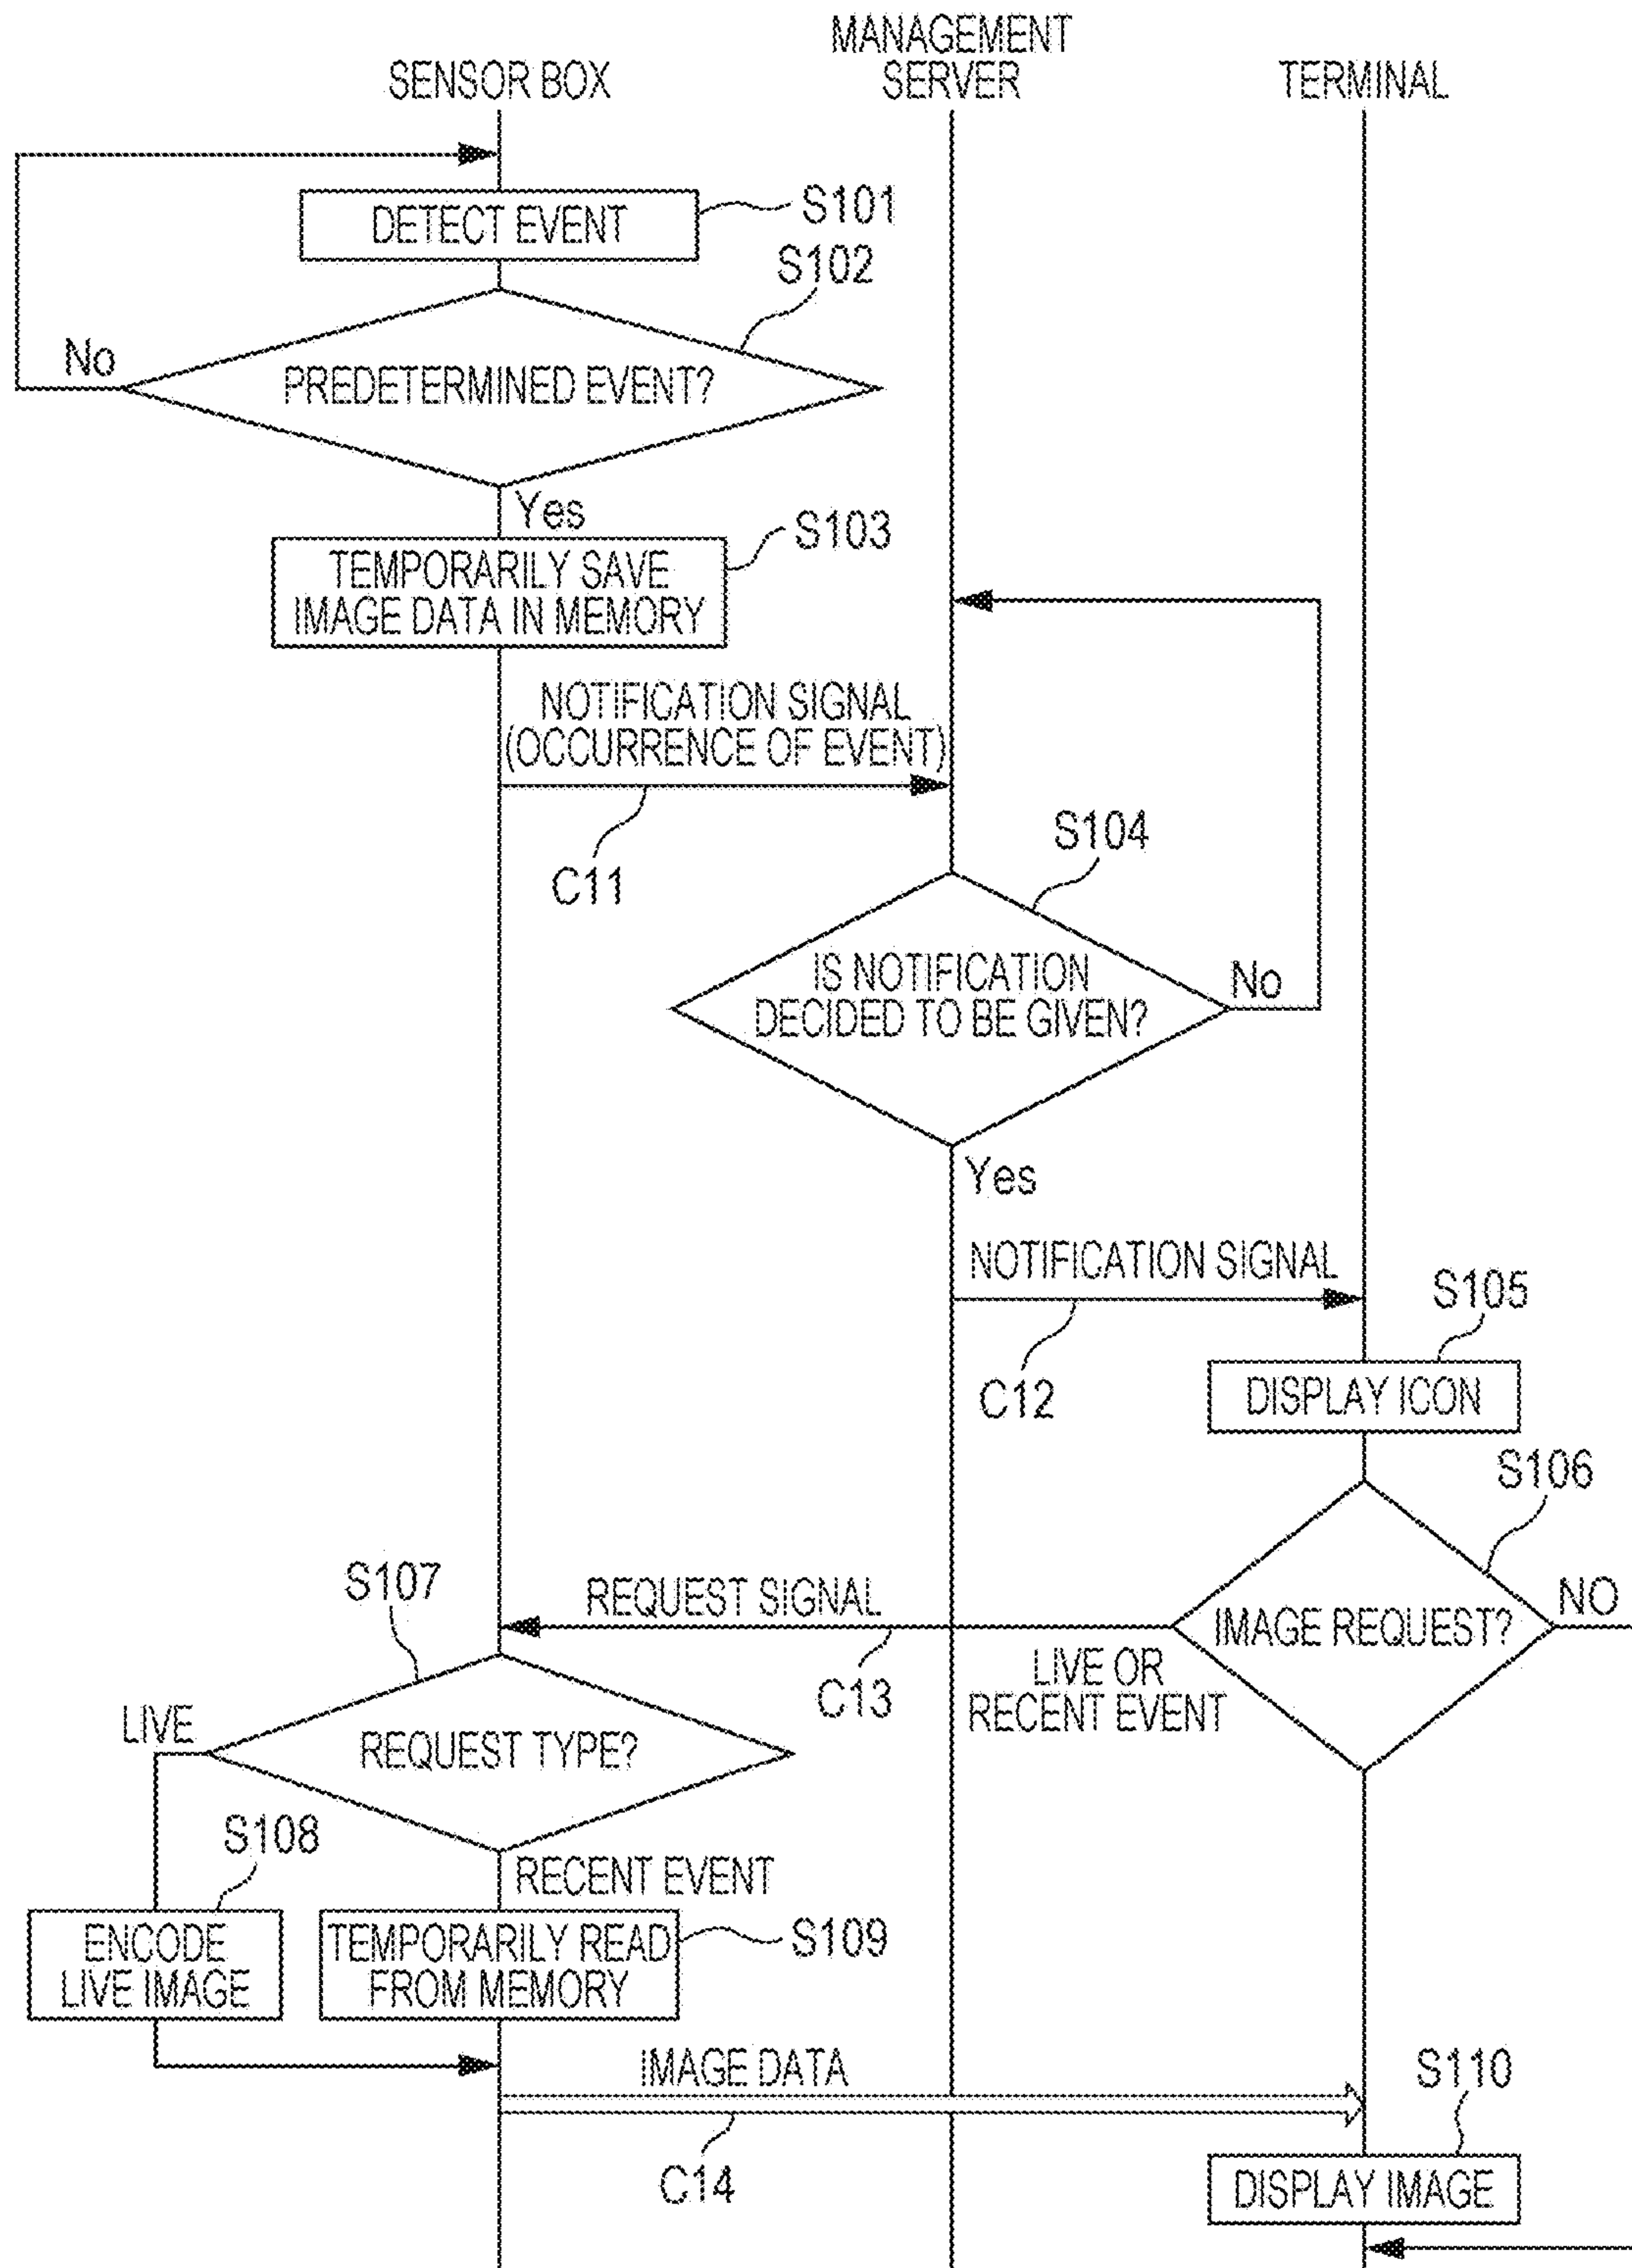 SENSOR BOX
MANAGEMENT
SERVER
TERMINAL
DETECT EVENT
S101
S102
No
PREDETERMINED EVENT?
Yes
S103
TEMPORARILY SAVE
IMAGE DATA IN MEMORY
NOTIFICATION SIGNAL
(OCCURRENCE OF EVENT)
C11
S104
IS NOTIFICATION
DECIDED TO BE GIVEN?
No
Yes
NOTIFICATION SIGNAL
C12
S105
DISPLAY ICON
S106
IMAGE REQUEST?
NO
REQUEST SIGNAL
C13
LIVE OR
RECENT EVENT
S107
REQUEST TYPE?
LIVE
S108
RECENT EVENT
ENCODE
LIVE IMAGE
TEMPORARILY READ
FROM MEMORY
S109
IMAGE DATA
C14
S110
DISPLAY IMAGE